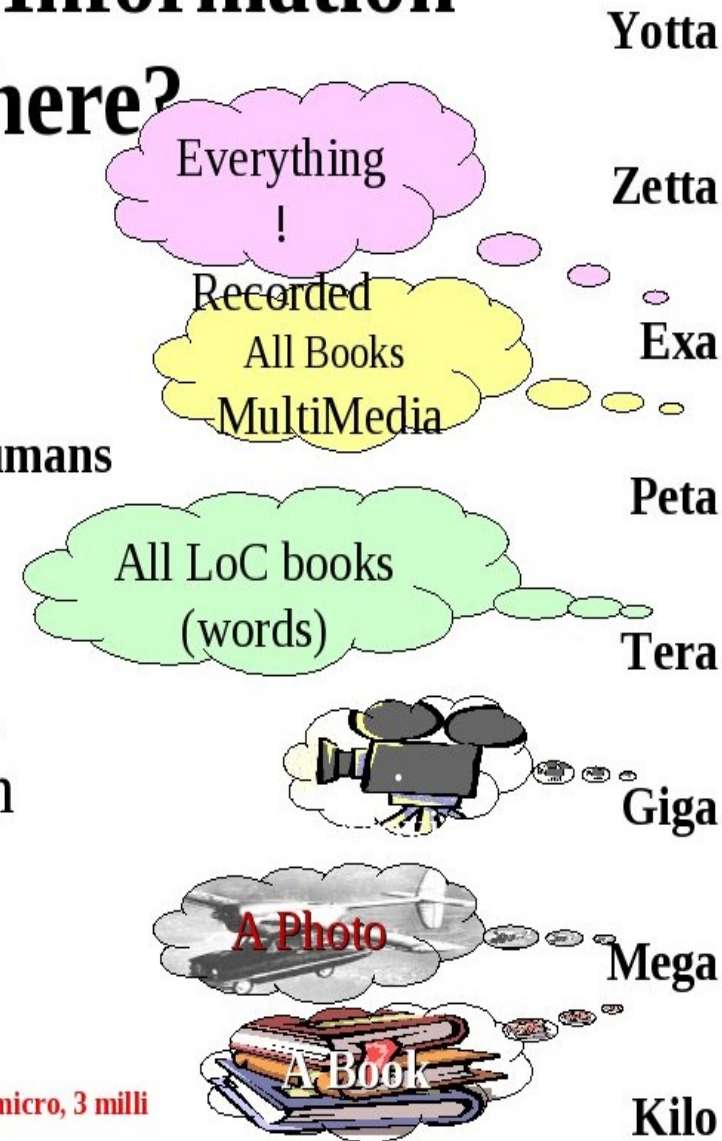 Yotta
Everything
!
Zetta
Recorded
All Books
MultiMedia
Exa
Peta
All LoC books
(words)
Tera
Giga
A Photo
Mega
A Book
micro, 3 milli
Kilo